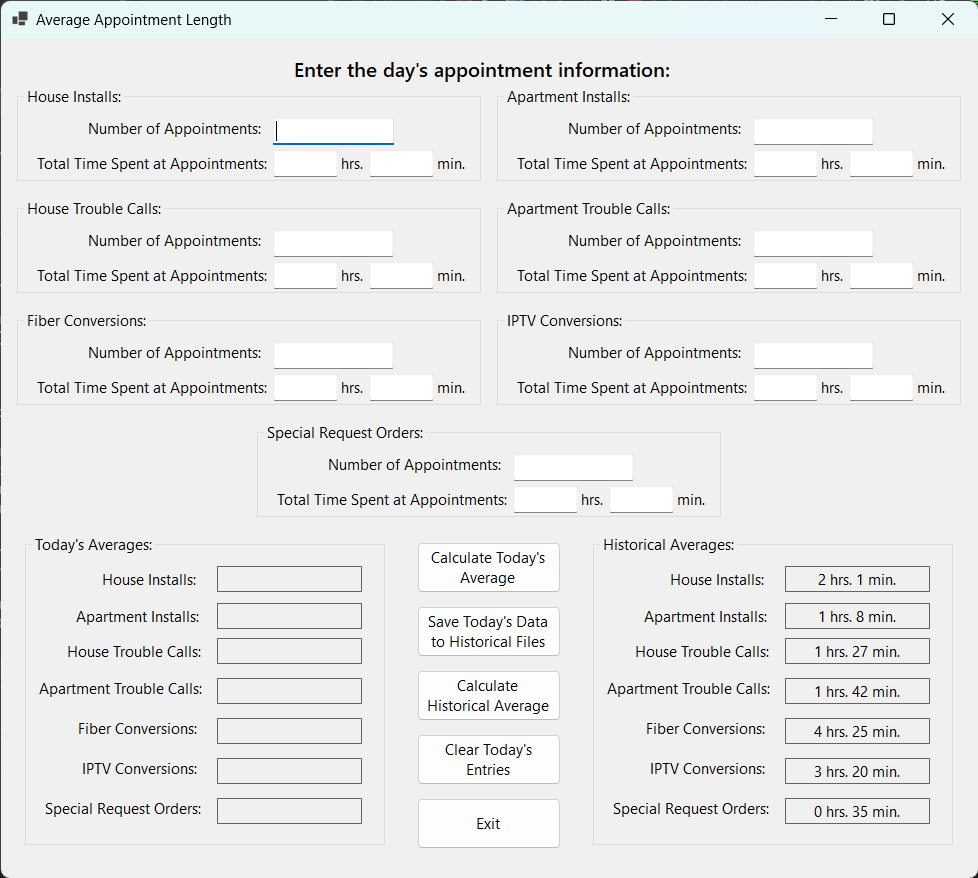 Average Appointment Length
Enter the day's appointment information:
House Installs:
Number of Appointments:
Total Time Spent at Appointments: hrs. min.
Apartment Installs:
Number of Appointments:
Total Time Spent at Appointments: hrs. min.
House Trouble Calls:
Number of Appointments:
Total Time Spent at Appointments: hrs. min.
Apartment Trouble Calls:
Number of Appointments:
Total Time Spent at Appointments: hrs. min.
Fiber Conversions:
Number of Appointments:
Total Time Spent at Appointments: hrs. min.
IPTV Conversions:
Number of Appointments:
Total Time Spent at Appointments: hrs. min.
Special Request Orders:
Number of Appointments:
Total Time Spent at Appointments: hrs. min.
Today's Averages:
House Installs:
Apartment Installs:
House Trouble Calls:
Apartment Trouble Calls:
Fiber Conversions:
IPTV Conversions:
Special Request Orders:
Calculate Today's
Average
Save Today's Data
to Historical Files
Calculate
Historical Average
Clear Today's
Entries
Exit
Historical Averages:
House Installs: 2 hrs. 1 min.
Apartment Installs: 1 hrs. 8 min.
House Trouble Calls: 1 hrs. 27 min.
Apartment Trouble Calls: 1 hrs. 42 min.
Fiber Conversions: 4 hrs. 25 min.
IPTV Conversions: 3 hrs. 20 min.
Special Request Orders: 0 hrs. 35 min.